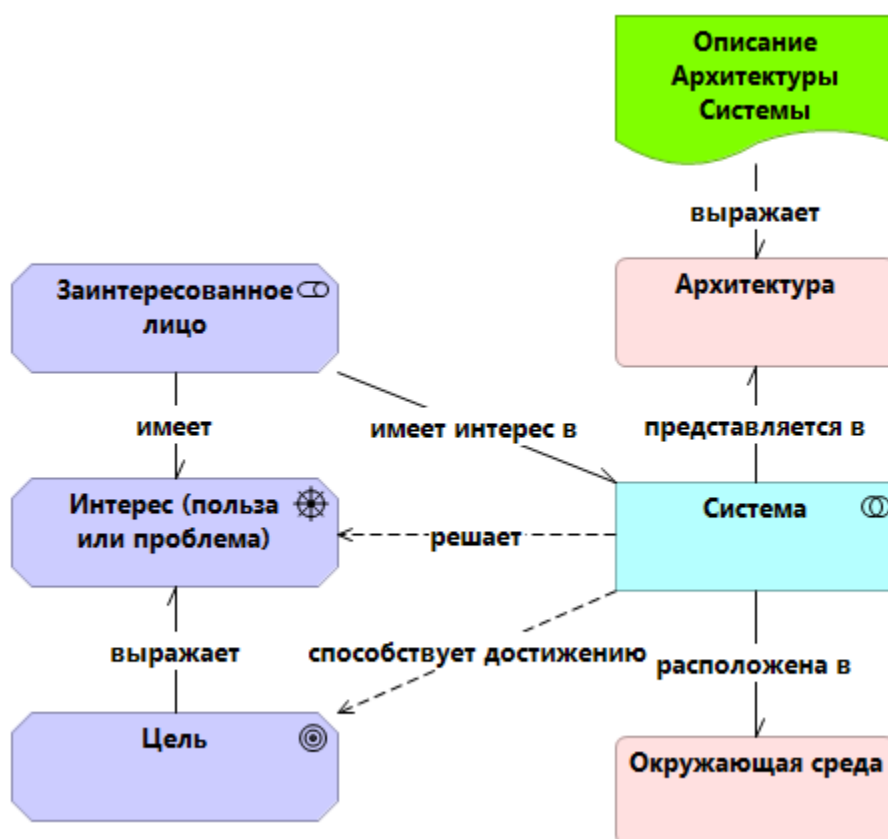 Описание
Архитектуры
Системы
выражает
Заинтересованное
лицо
Архитектура
имеет
имеет интерес в
представляется в
Интерес (польза
или проблема)
Система
решает
выражает
способствует достижению
расположена в
Цель
Окружающая среда